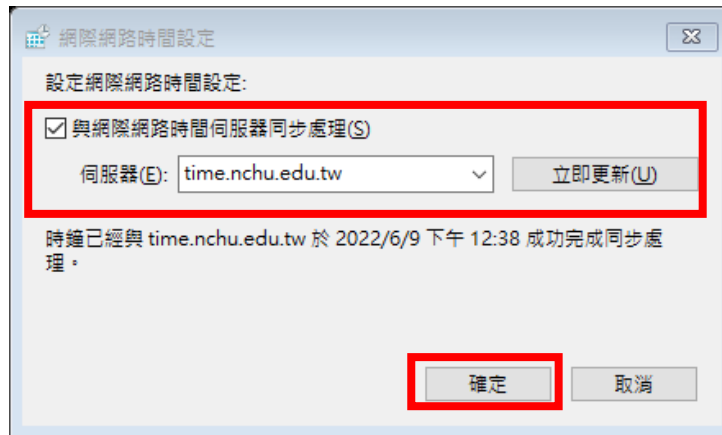 網際網路時間設定
設定網際網路時間設定:
與網際網路時間伺服器同步處理(S)
伺服器(E): time.nchu.edu.tw 立即更新(U)
時鐘已經與 time.nchu.edu.tw 於 2022/6/9 下午 12:38 成功完成同步處
理。
確定 取消